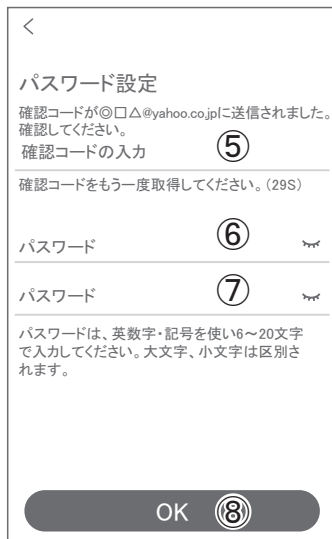 パスワード設定
確認コードが◎□△@yahoo.co.jpに送信されました。
確認してください。
確認コードの入力 ⑤
確認コードをもう一度取得してください。(29S)
パスワード ⑥
パスワード ⑦
パスワードは、英数字・記号を使い6～20文字
で入力してください。大文字、小文字は区別さ
れます。
OK ⑧